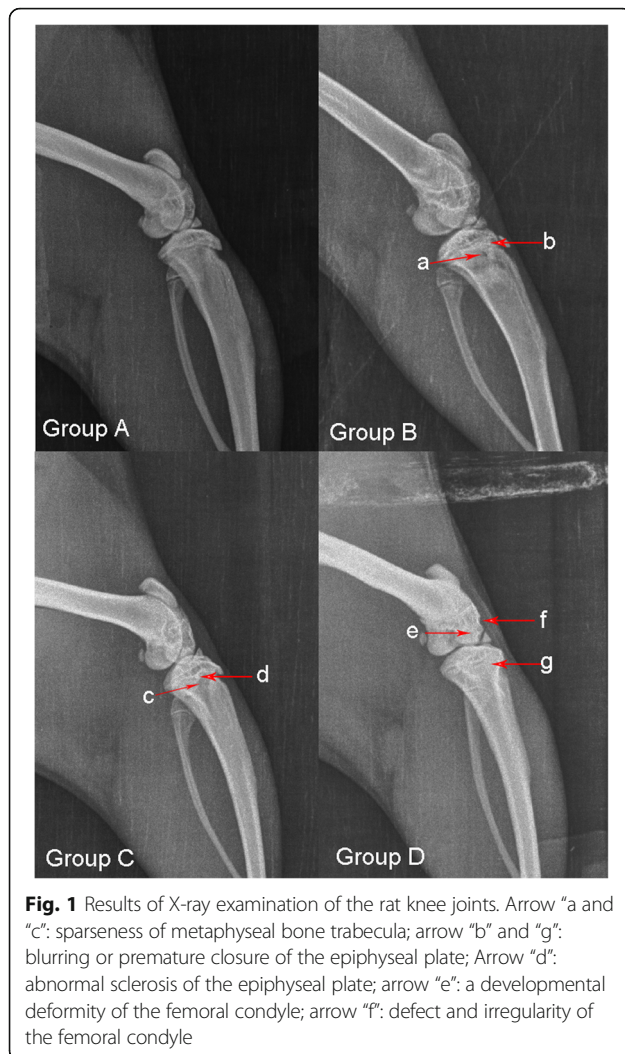 b
a
Group A
Group B
f
e
d
g
c
Group C
Group D
Fig. 1 Results of X-ray examination of the rat knee joints. Arrow “a and
“c”: sparseness of metaphyseal bone trabecula; arrow “b” and “g”:
blurring or premature closure of the epiphyseal plate; Arrow “d”:
abnormal sclerosis of the epiphyseal plate; arrow “e”: a developmental
deformity of the femoral condyle; arrow “f”: defect and irregularity of
the femoral condyle